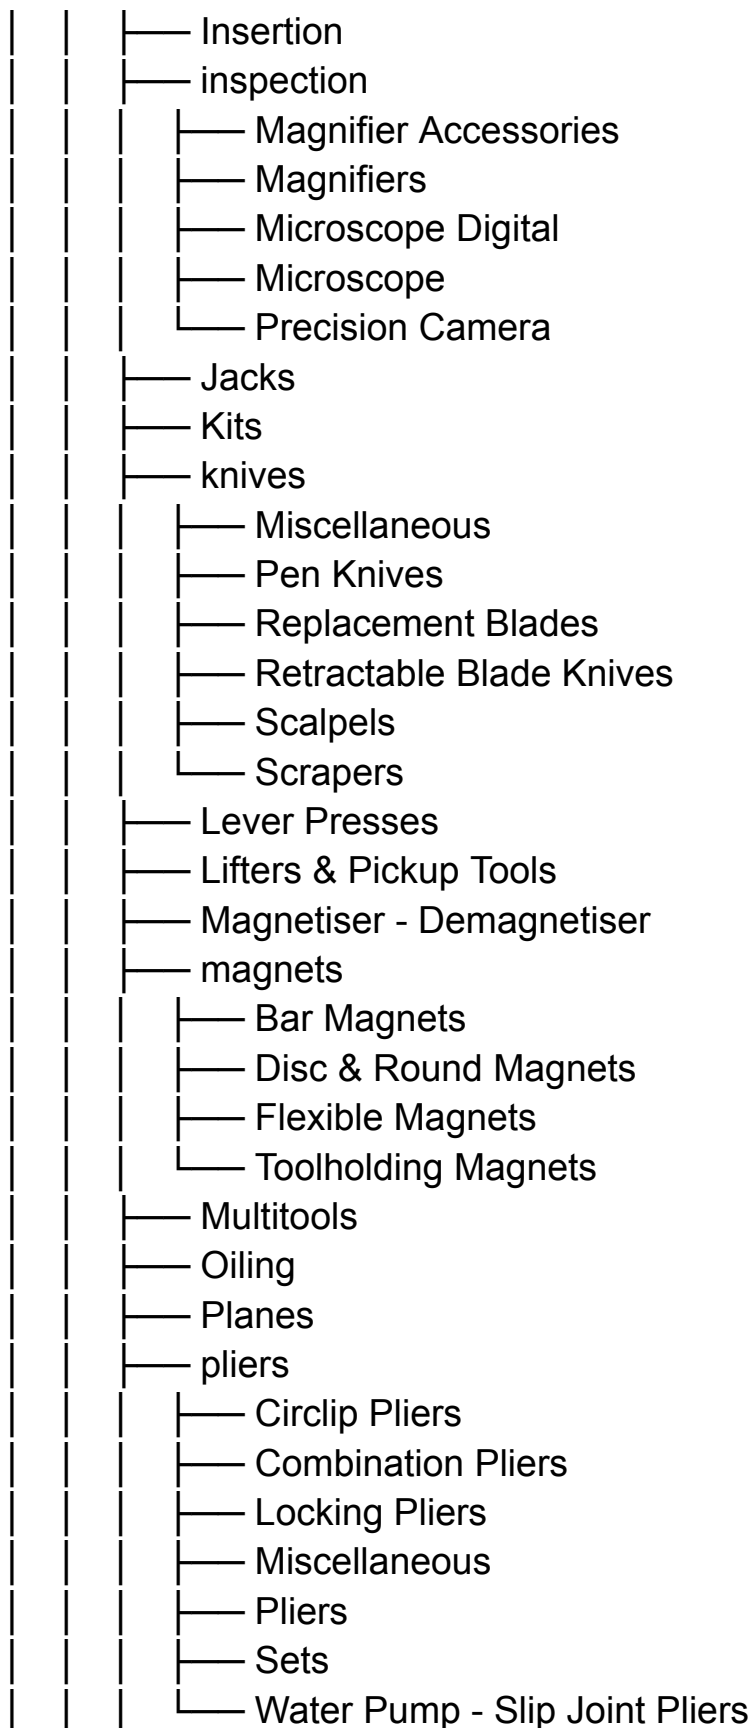 Insertion
inspection
Magnifier Accessories
Magnifiers
Microscope Digital
Microscope
Precision Camera
Jacks
Kits
knives
Miscellaneous
Pen Knives
Replacement Blades
Retractable Blade Knives
Scalpels
Scrapers
Lever Presses
Lifters & Pickup Tools
Magnetiser - Demagnetiser
magnets
Bar Magnets
Disc & Round Magnets
Flexible Magnets
Toolholding Magnets
Multitools
Oiling
Planes
pliers
Circlip Pliers
Combination Pliers
Locking Pliers
Miscellaneous
Pliers
Sets
Water Pump - Slip Joint Pliers